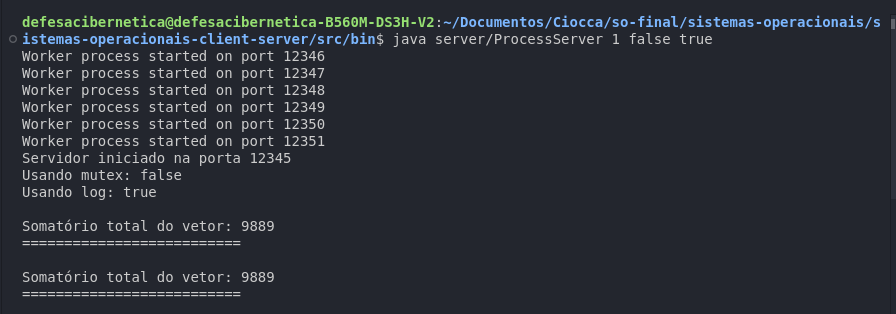 defesacibernetica@defesacibernetica-B560M-DS3H-V2:~/Documentos/Ciocca/so-final/sistemas-operacionais/s
istemas-operacionais-client-server/src/bin$ java server/ProcessServer 1 false true
Worker process started on port 12346
Worker process started on port 12347
Worker process started on port 12348
Worker process started on port 12349
Worker process started on port 12350
Worker process started on port 12351
Servidor iniciado na porta 12345
Usando mutex: false
Usando log: true
Somatório total do vetor: 9889
==========================
Somatório total do vetor: 9889
==========================